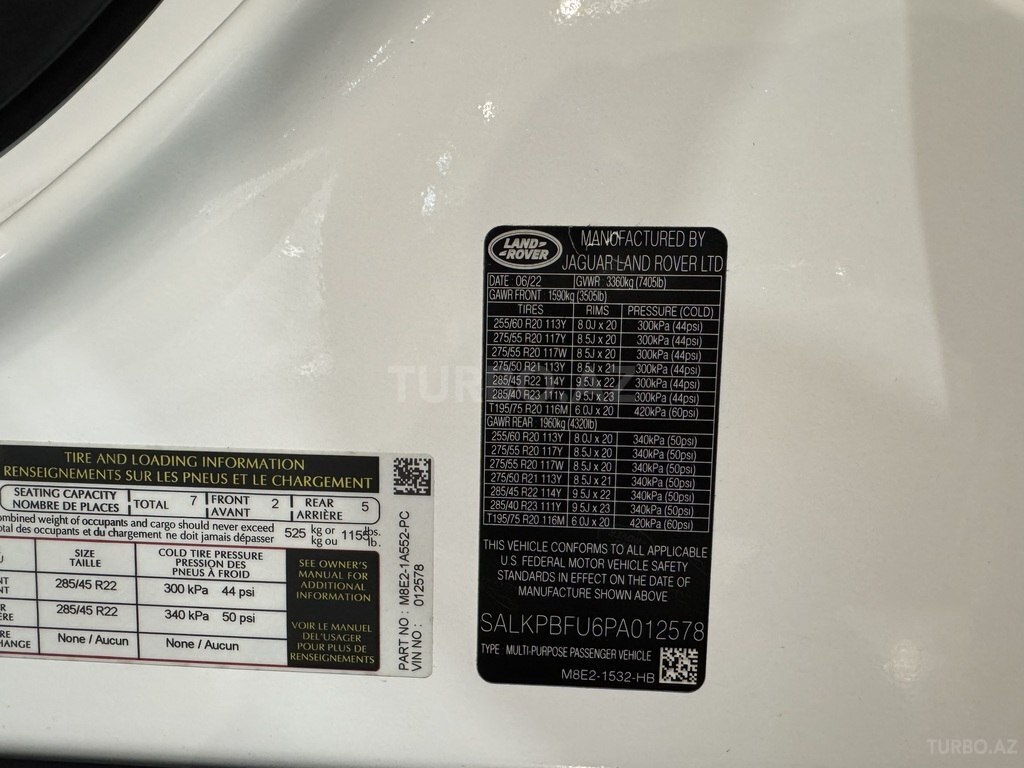 LAND-
-ROVER
MANUFACTURED BY
JAGUAR LAND ROVER LTD
DATE 06/22 GVWR 3360kg (7405lb)
GAWR FRONT 1590kg (3505lb)
TIRES RIMS PRESSURE (COLD)
255/60 R20 113Y 8.0J x 20 300kPa (44psi)
275/55 R20 117Y 8.5J x 20 300kPa (44psi)
275/55 R20 117W 8.5J x 20 300kPa (44psi)
275/50 R21 113Y 8.5J x 21 300kPa (44psi)
285/45 R22 114Y 9.5J x 22 300kPa (44psi)
285/40 R23 111Y 9.5J x 23 300kPa (44psi)
T195/75 R20 116M 6.0J x 20 420kPa (60psi)
GAWR REAR 1960kg (4320lb)
255/60 R20 113Y 8.0J x 20 340kPa (50psi)
275/55 R20 117Y 8.5J x 20 340kPa (50psi)
275/55 R20 117W 8.5J x 20 340kPa (50psi)
275/50 R21 113Y 8.5J x 21 340kPa (50psi)
285/45 R22 114Y 9.5J x 22 340kPa (50psi)
285/40 R23 111Y 9.5J x 23 340kPa (50psi)
T195/75 R20 116M 6.0J x 20 420kPa (60psi)
THIS VEHICLE CONFORMS TO ALL APPLICABLE
U.S. FEDERAL MOTOR VEHICLE SAFETY
STANDARDS IN EFFECT ON THE DATE OF
MANUFACTURE SHOWN ABOVE
SALKPBFU6PA012578
TYPE MULTI-PURPOSE PASSENGER VEHICLE
M8E2-1532-HB
TIRE AND LOADING INFORMATION
RENSEIGNEMENTS SUR LES PNEUS ET LE CHARGEMENT
SEATING CAPACITY
NOMBRE DE PLACES
TOTAL 7
FRONT
AVANT 2
REAR
ARRIÈRE 5
ombined weight of occupants and cargo should never exceed
tal des occupants et du chargement ne doit jamais dépasser
525 kg or 1155 lbs.
kg ou lb.
SIZE
TAILLE
COLD TIRE PRESSURE
PRESSION DES
PNEUS À FROID
NT
NT
285/45 R22 300 kPa 44 psi
R
ERE
285/45 R22 340 kPa 50 psi
RE
CHANGE
None / Aucun None / Aucun
SEE OWNER'S
MANUAL FOR
ADDITIONAL
INFORMATION
VOIR LE MANUEL
DEL'USAGER
POUR PLUS DE
RENSEIGNEMENTS
PART NO : M8E2-1A552-PC
VIN NO : 012578
TURBO.AZ
TURBO.AZ